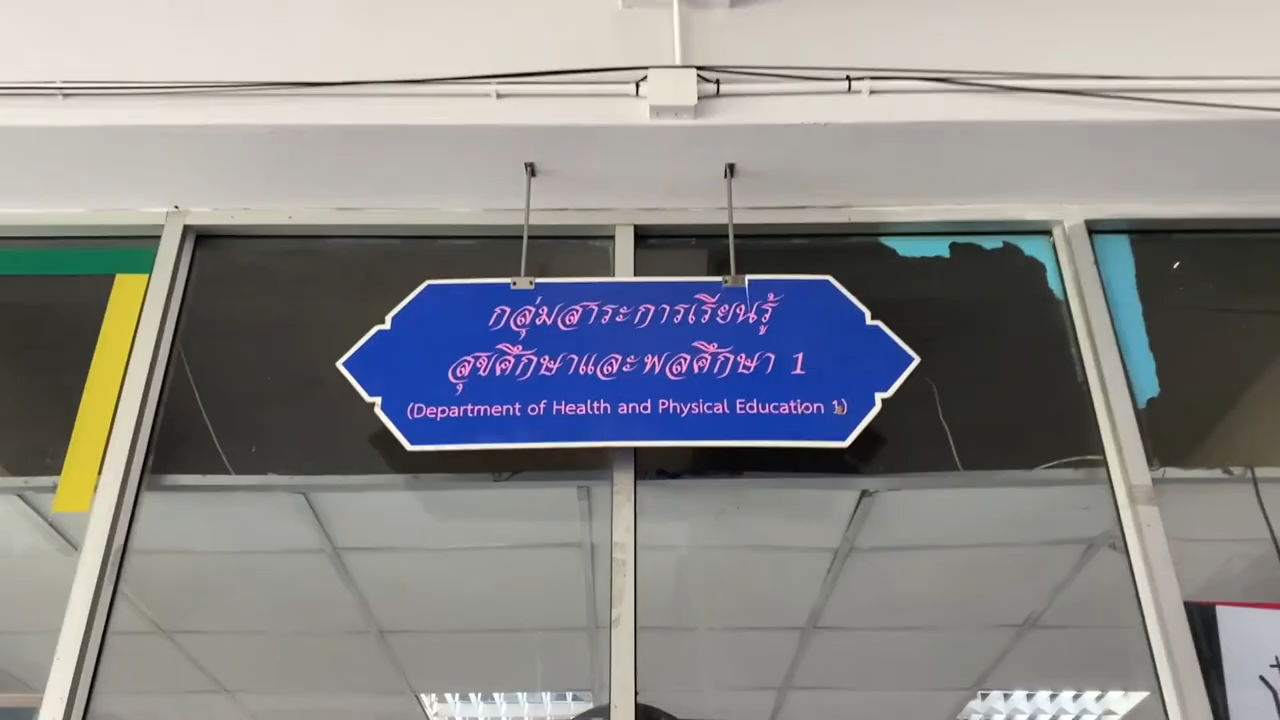 กลุ่มสาระการเรียนรู้
สุขศึกษาและพลศึกษา 1
(Department of Health and Physical Education 1)